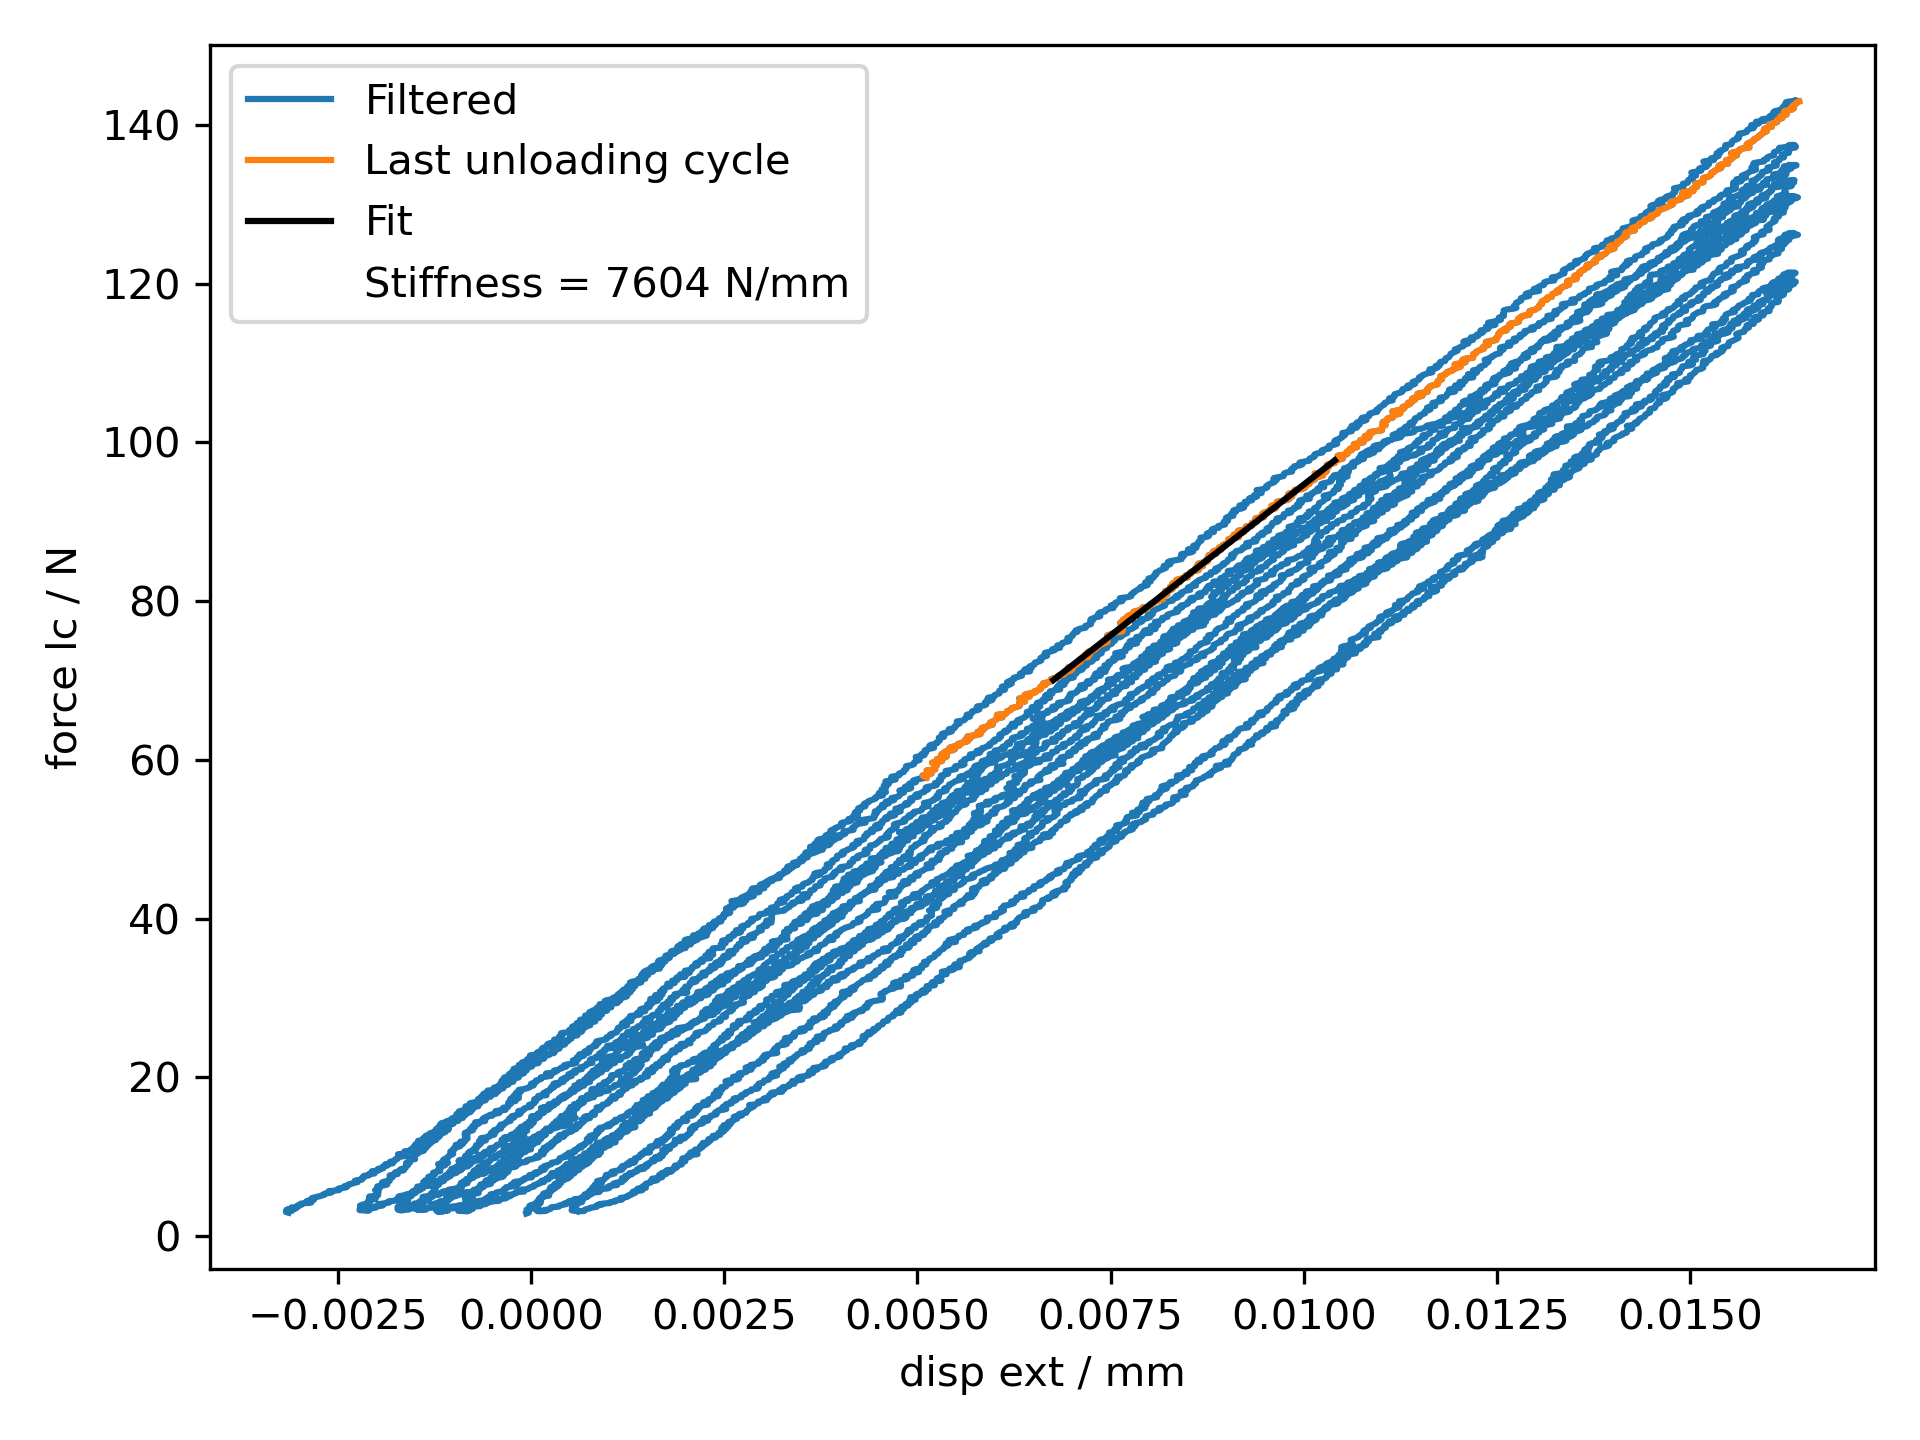 Filtered
Last unloading cycle
Fit
Stiffness = 7604 N/mm
140
120
100
80
60
40
20
0
force lc / N
−0.0025 0.0000 0.0025 0.0050 0.0075 0.0100 0.0125 0.0150
disp ext / mm